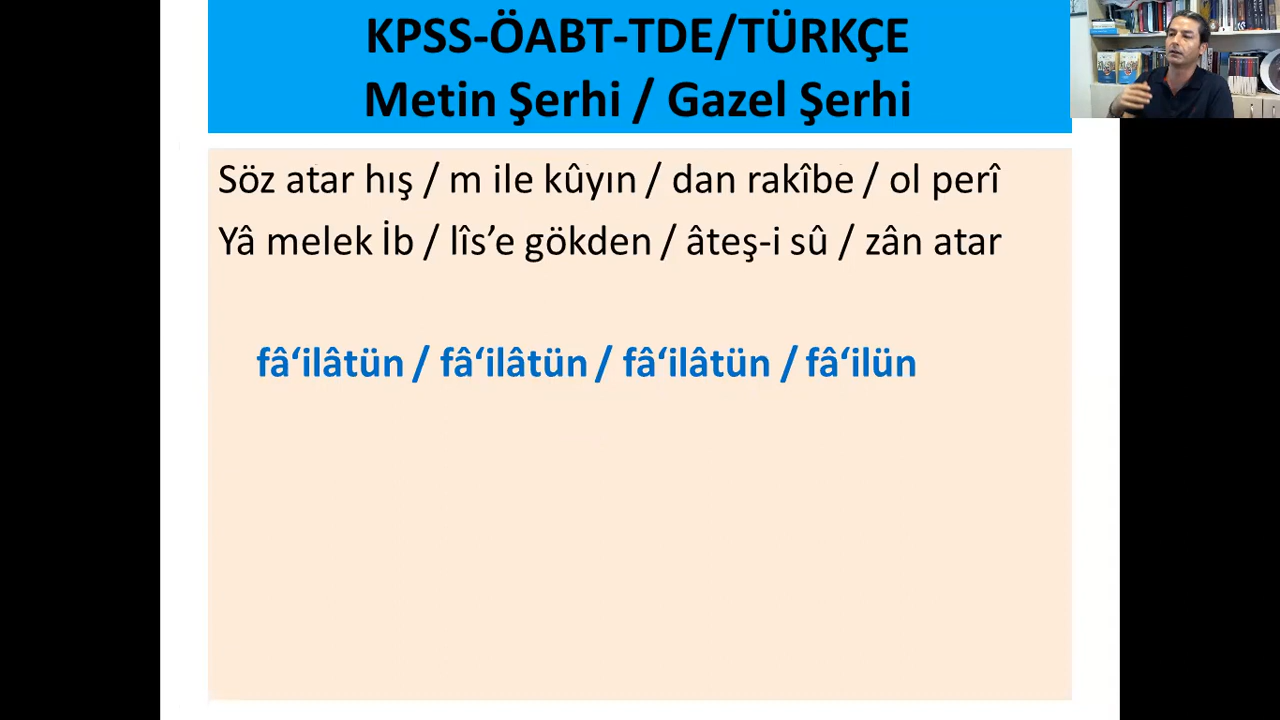 KPSS-ÖABT-TDE/TÜRKÇE
Metin Şerhi / Gazel Şerhi
Söz atar hış / m ile kûyın / dan rakîbe / ol perî
Yâ melek İb / lîs’e gökden / âteş-i sû / zân atar
fâ‘ilâtün / fâ‘ilâtün / fâ‘ilâtün / fâ‘ilün